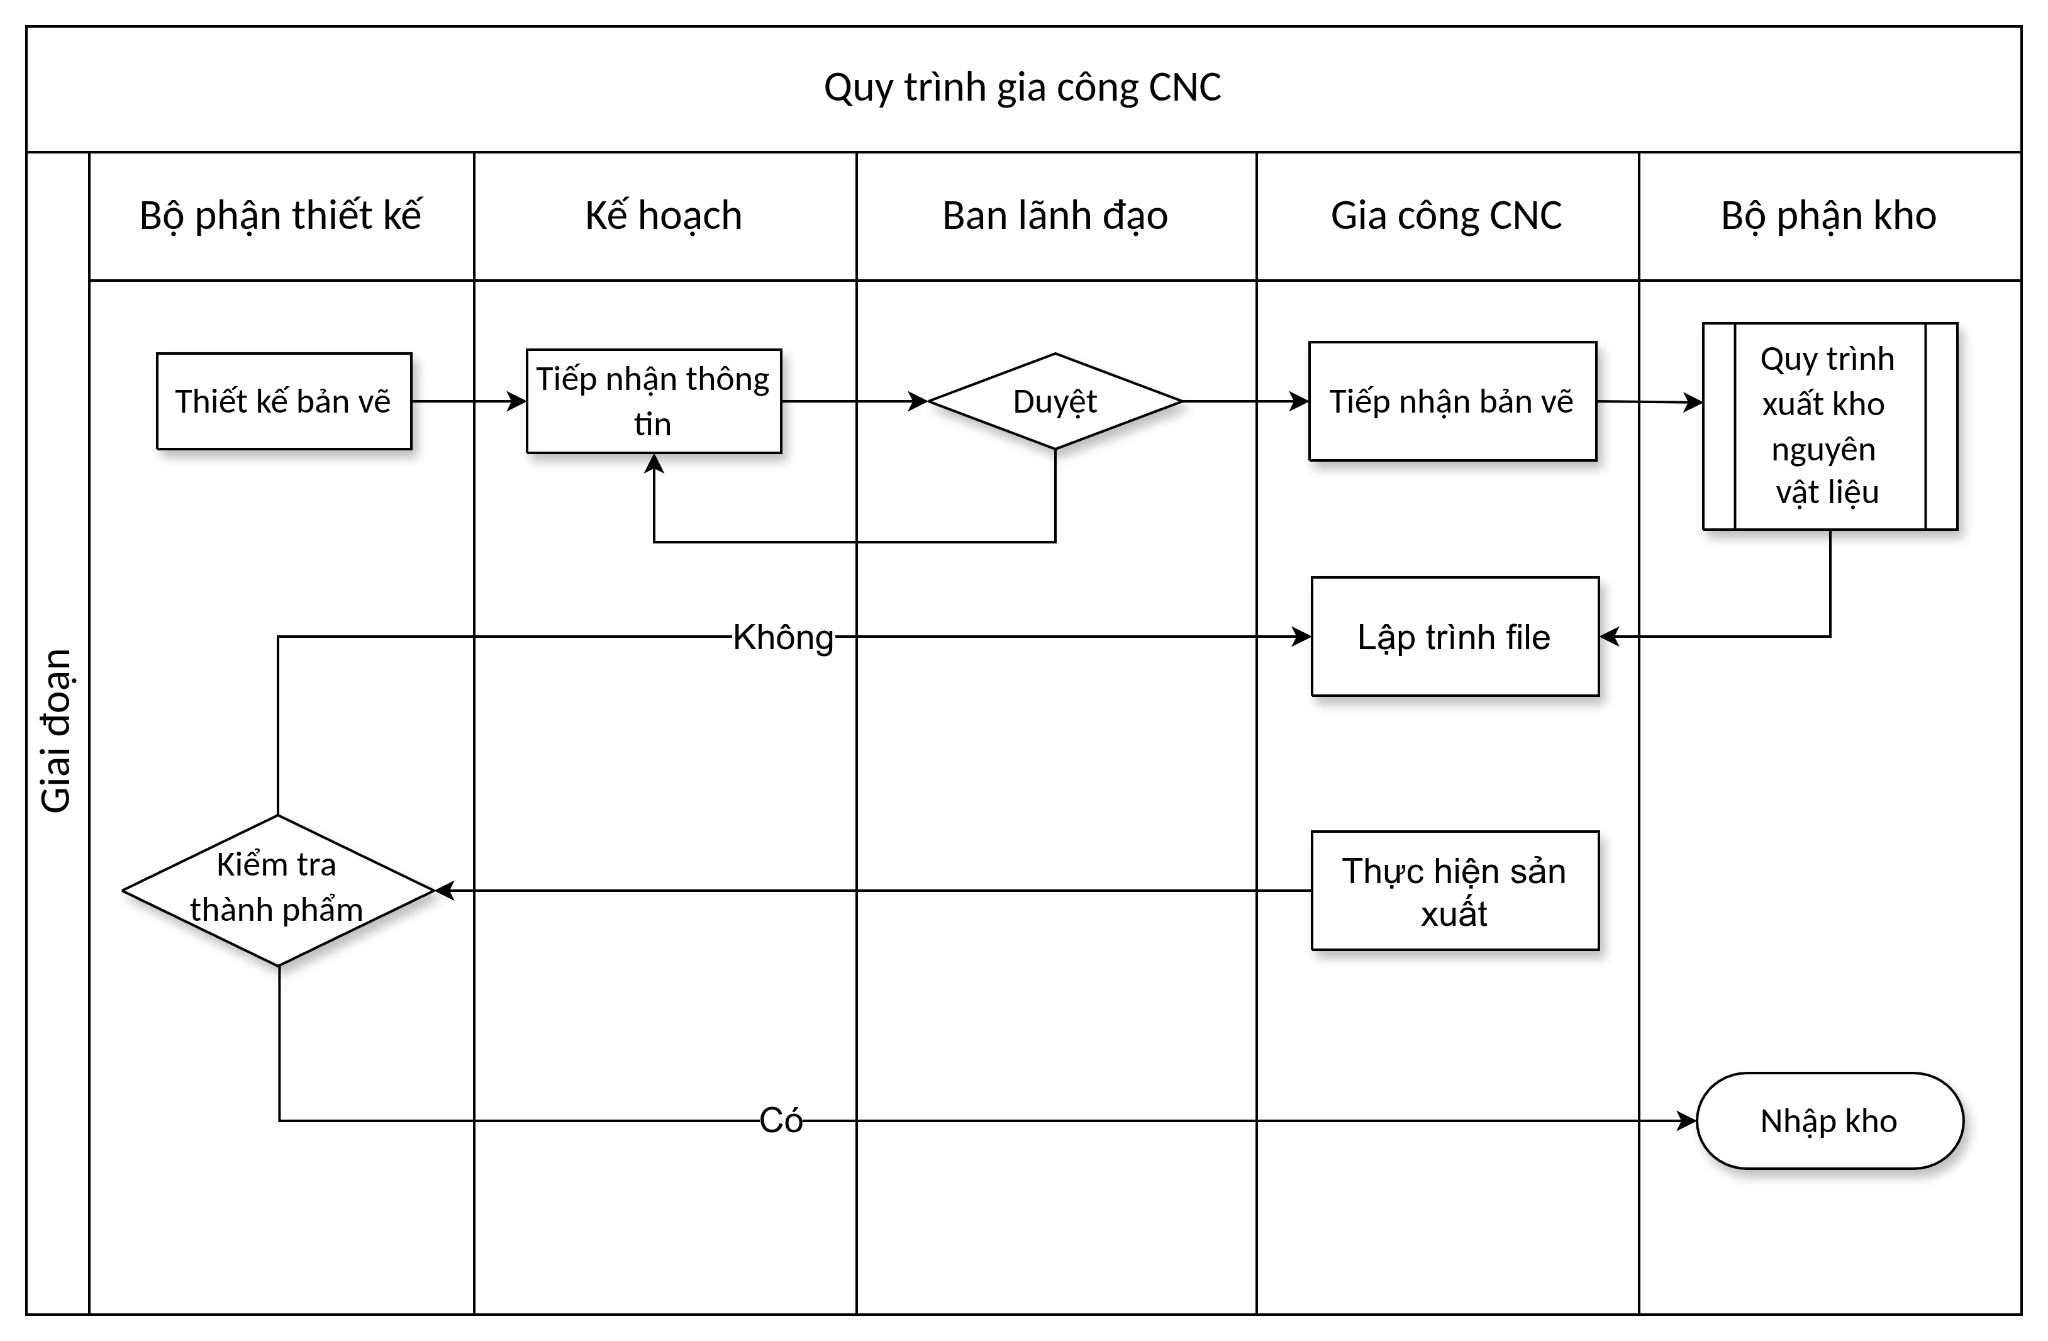 Quy trình gia công CNC
Bộ phận thiết kế
Kế hoạch
Ban lãnh đạo
Gia công CNC
Bộ phận kho
Giai đoạn
Thiết kế bản vẽ
Tiếp nhận thông
tin
Duyệt
Tiếp nhận bản vẽ
Quy trình
xuất kho
nguyên
vật liệu
Không
Lập trình file
Kiểm tra
thành phẩm
Thực hiện sản
xuất
Có
Nhập kho